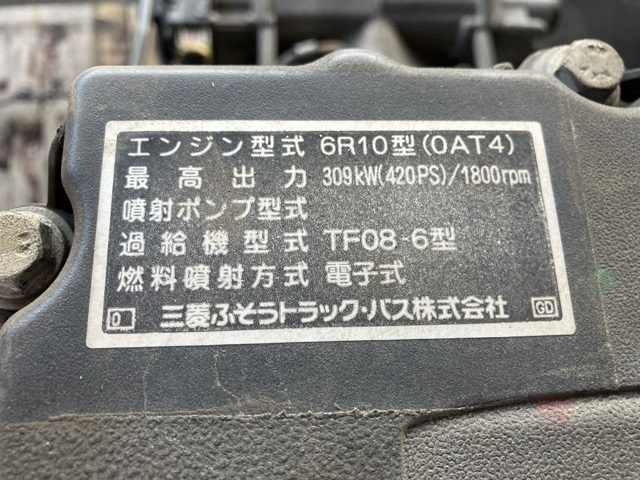 エンジン型式 6R10型(0AT4)
最高出力 309kW(420PS)/1800rpm
噴射ポンプ型式
過給機型式 TF08-6型
燃料噴射方式 電子式
0 三菱ふそうトラック・バス株式会社 GD